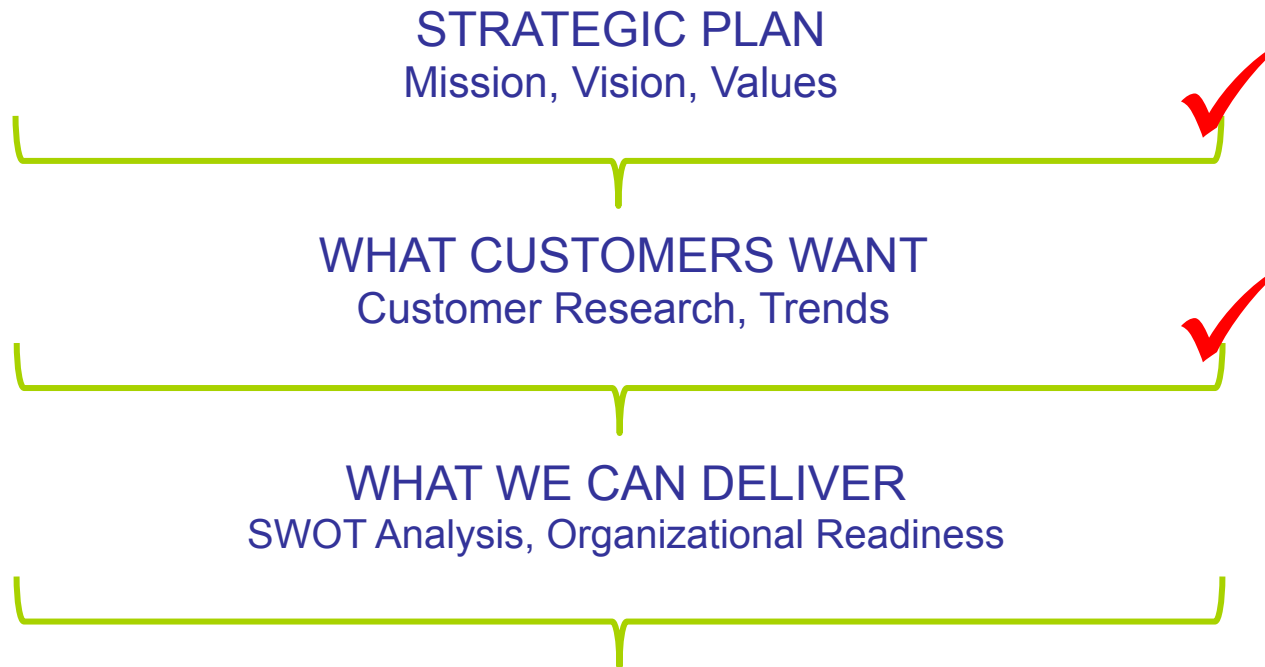 STRATEGIC PLAN
Mission, Vision, Values
WHAT CUSTOMERS WANT
Customer Research, Trends
WHAT WE CAN DELIVER
SWOT Analysis, Organizational Readiness